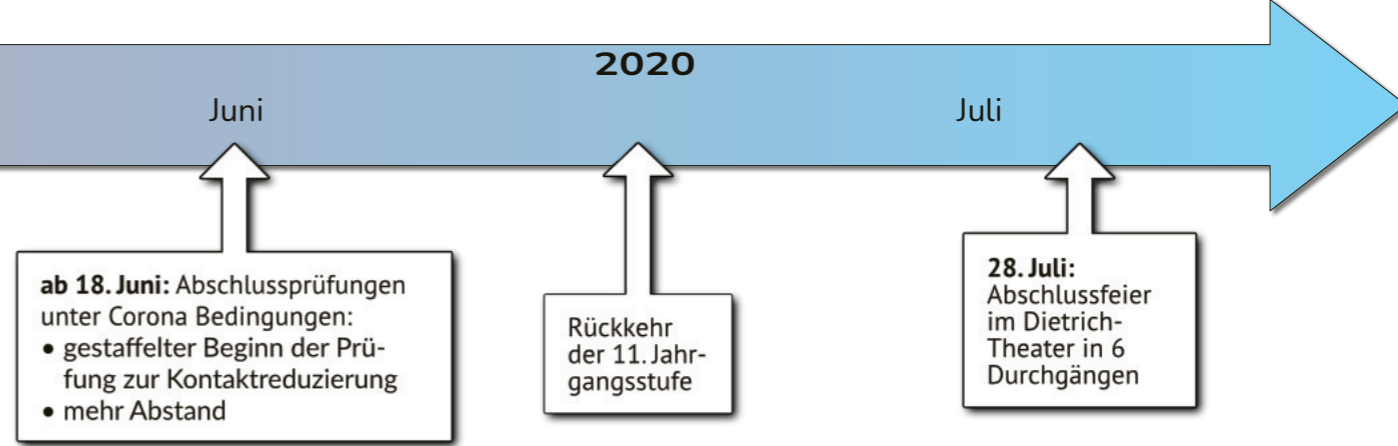 2020
Juni
Juli
ab 18. Juni: Abschlussprüfungen
unter Corona Bedingungen:
• gestaffelter Beginn der Prü-
fung zur Kontaktreduzierung
• mehr Abstand
Rückkehr
der 11. Jahr-
gangsstufe
28. Juli:
Abschlussfeier
im Dietrich-
Theater in 6
Durchgängen